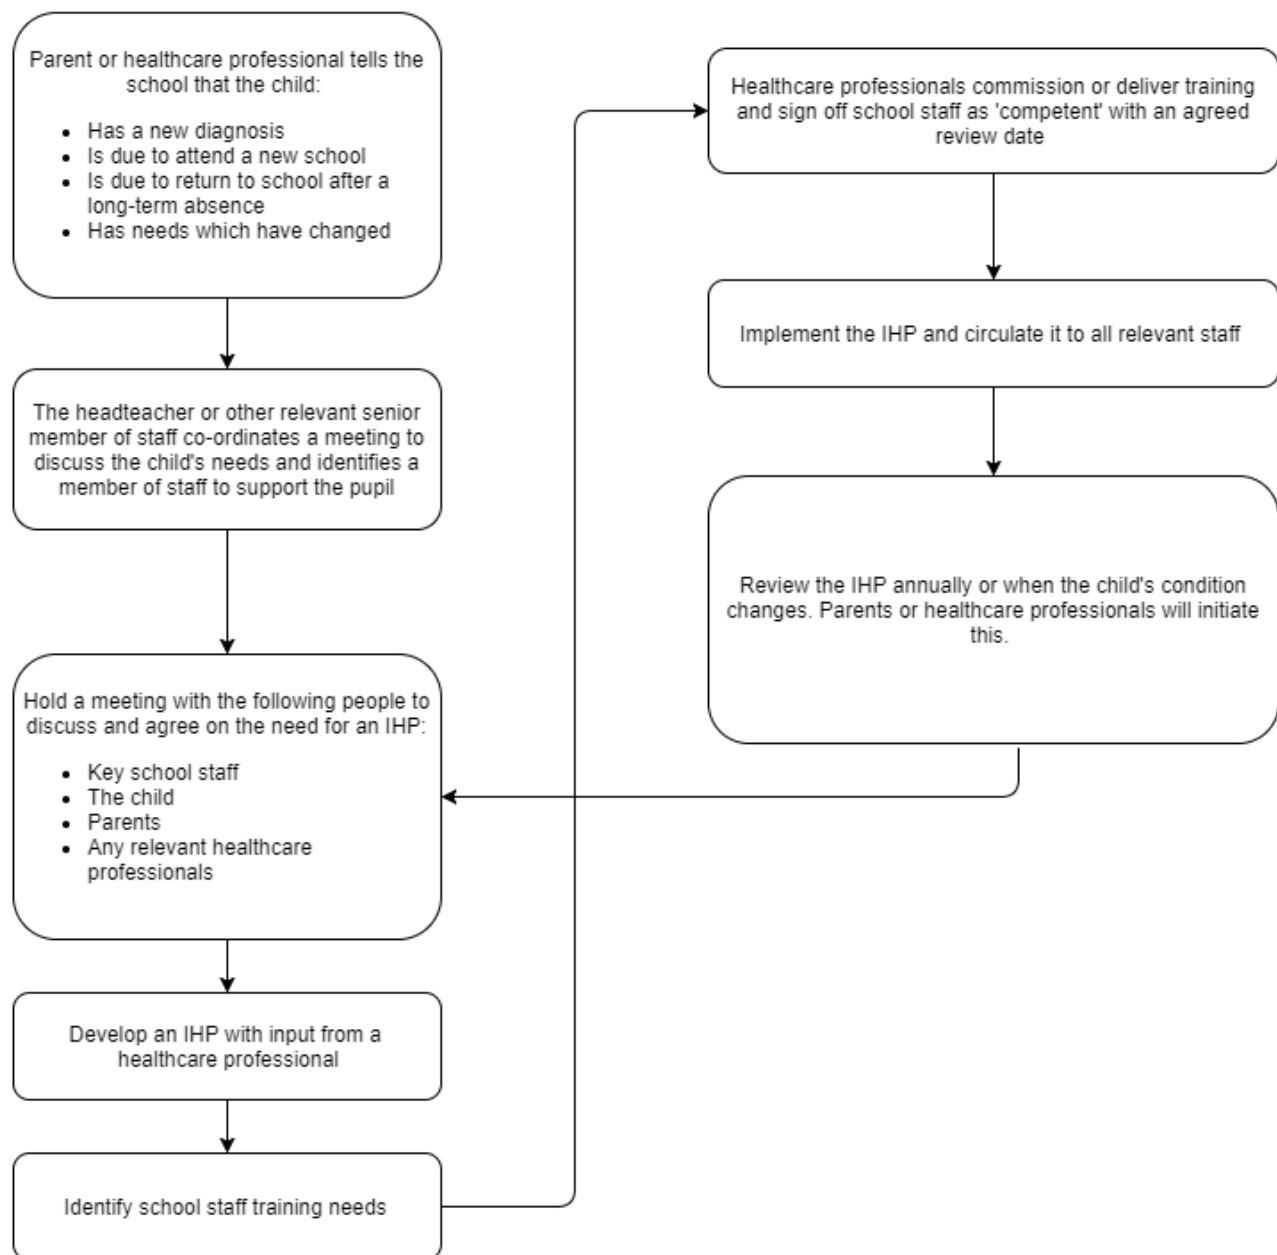 Parent or healthcare professional tells the
school that the child:
• Has a new diagnosis
• Is due to attend a new school
• Is due to return to school after a
long-term absence
• Has needs which have changed
The headteacher or other relevant senior
member of staff co-ordinates a meeting to
discuss the child's needs and identifies a
member of staff to support the pupil
Hold a meeting with the following people to
discuss and agree on the need for an IHP:
• Key school staff
• The child
• Parents
• Any relevant healthcare
professionals
Develop an IHP with input from a
healthcare professional
Identify school staff training needs
Healthcare professionals commission or deliver training
and sign off school staff as 'competent' with an agreed
review date
Implement the IHP and circulate it to all relevant staff
Review the IHP annually or when the child's condition
changes. Parents or healthcare professionals will initiate
this.